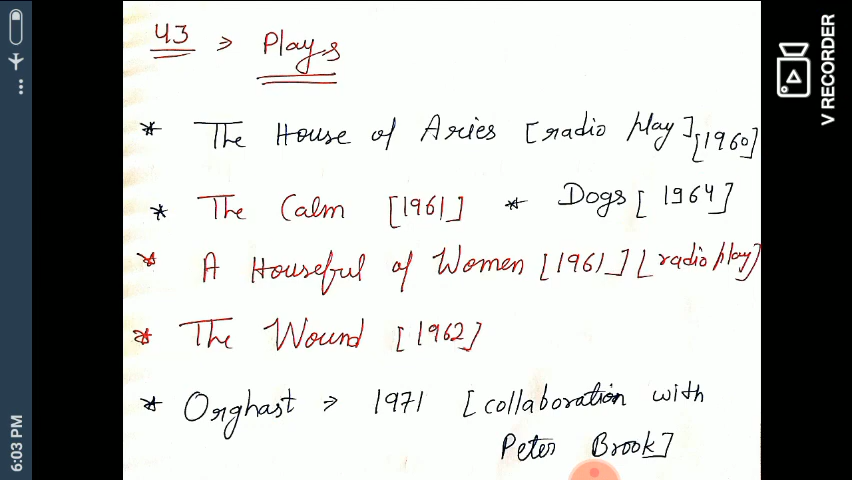 43 ⇒ Plays
* The House of Aries [radio play] [1960]
* The Calm [1961] * Dogs [1964]
* A Houseful of Women [1961] [radio play]
* The Wound [1962]
* Orghast ⇒ 1971 [collaboration with
Peter Brook]
6:03 PM
V RECORDER